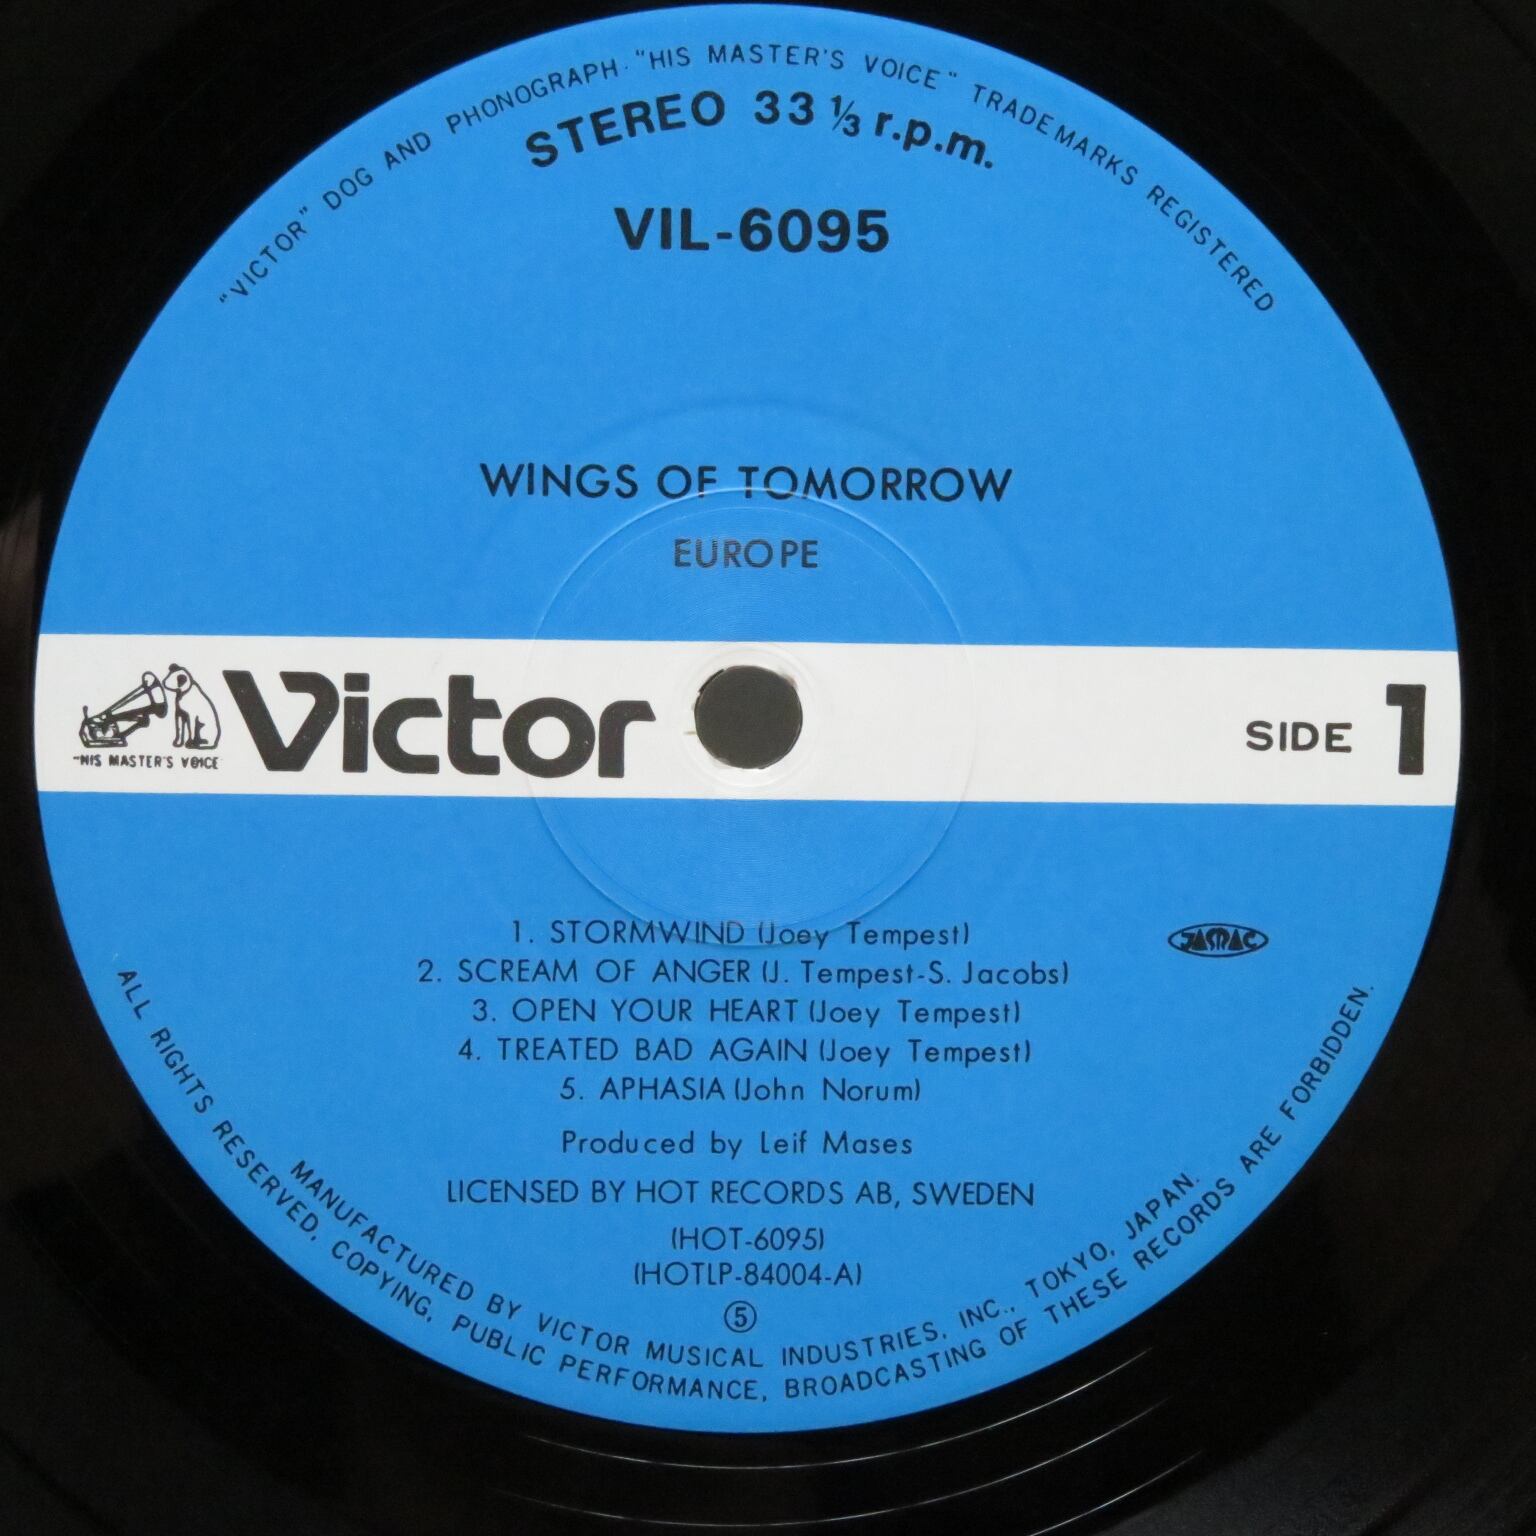 "VICTOR" DOG AND PHONOGRAPH· "HIS MASTER'S VOICE" TRADE MARKS REGISTERED
STEREO 33 ⅓ r.p.m.
VIL-6095
WINGS OF TOMORROW
EUROPE
Victor
"HIS MASTER'S VOICE"
SIDE 1
1. STORMWIND (Joey Tempest)
2. SCREAM OF ANGER (J. Tempest-S. Jacobs)
3. OPEN YOUR HEART (Joey Tempest)
4. TREATED BAD AGAIN (Joey Tempest)
5. APHASIA (John Norum)
JASRAC
Produced by Leif Mases
LICENSED BY HOT RECORDS AB, SWEDEN
(HOT-6095)
(HOTLP-84004-A)
⑤
MANUFACTURED BY VICTOR MUSICAL INDUSTRIES, INC., TOKYO, JAPAN.
ALL RIGHTS RESERVED, COPYING, PUBLIC PERFORMANCE, BROADCASTING OF THESE RECORDS ARE FORBIDDEN.